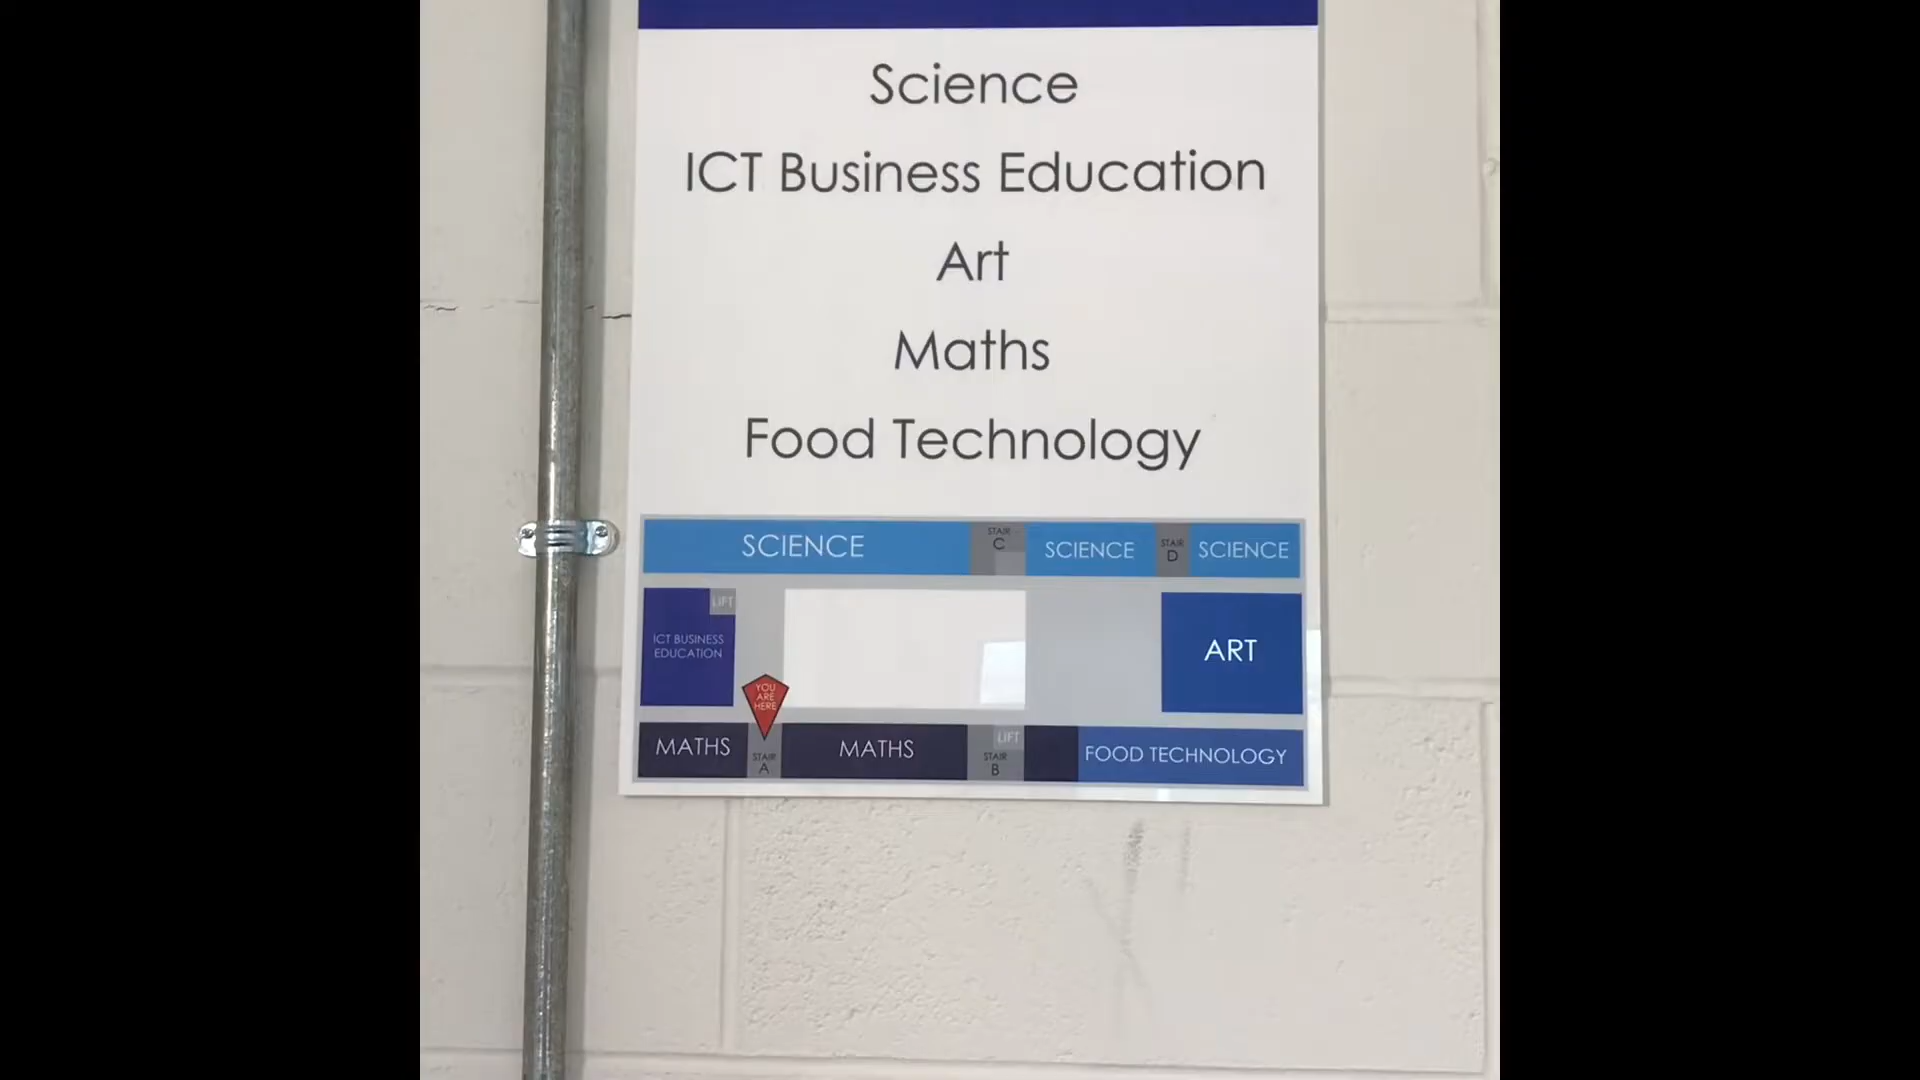 Science
ICT Business Education
Art
Maths
Food Technology
SCIENCE
STAIR
C
SCIENCE
STAIR
D
SCIENCE
LIFT
ICT BUSINESS
EDUCATION
ART
YOU
ARE
HERE
MATHS
STAIR
A
MATHS
LIFT
STAIR
B
FOOD TECHNOLOGY